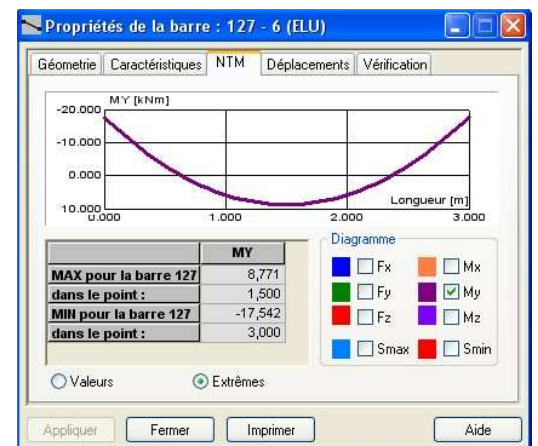 Propriétés de la barre : 127 - 6 (ELU)
Géometrie Caractéristiques NTM Déplacements Vérification
MY [kNm]
-20.000
-10.000
0.000
10.000
Longueur [m]
0.000 1.000 2.000 3.000
MY
MAX pour la barre 127 8,771
dans le point : 1,500
MIN pour la barre 127 -17,542
dans le point : 3,000
Diagramme
Fx Mx
Fy My
Fz Mz
Smax Smin
Valeurs Extrêmes
Appliquer Fermer Imprimer Aide